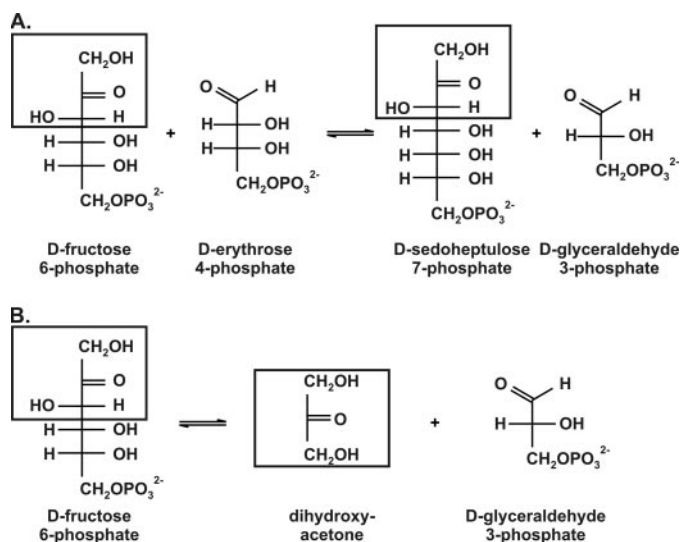 A.
CH2OH
O
HO H
H OH
H OH
CH2OPO3 2-
D-fructose
6-phosphate
+
O H
H OH
H OH
CH2OPO3 2-
D-erythrose
4-phosphate
CH2OH
O
HO H
H OH
H OH
H OH
CH2OPO3 2-
D-sedoheptulose
7-phosphate
+
O H
H OH
CH2OPO3 2-
D-glyceraldehyde
3-phosphate
B.
CH2OH
O
HO H
H OH
H OH
CH2OPO3 2-
D-fructose
6-phosphate
CH2OH
O
CH2OH
dihydroxy-
acetone
+
O H
H OH
CH2OPO3 2-
D-glyceraldehyde
3-phosphate